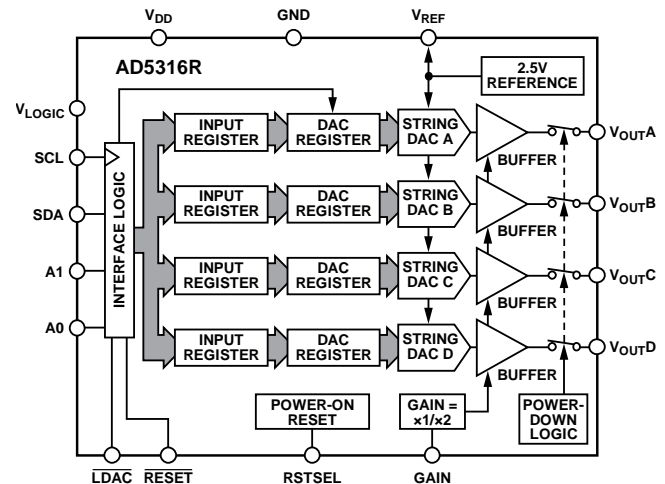 VDD
GND
VREF
AD5316R
2.5V
REFERENCE
VLOGIC
SCL
SDA
A1
A0
INTERFACE LOGIC
INPUT
REGISTER
DAC
REGISTER
STRING
DAC A
BUFFER
VOUTA
INPUT
REGISTER
DAC
REGISTER
STRING
DAC B
BUFFER
VOUTB
INPUT
REGISTER
DAC
REGISTER
STRING
DAC C
BUFFER
VOUTC
INPUT
REGISTER
DAC
REGISTER
STRING
DAC D
BUFFER
VOUTD
POWER-ON
RESET
GAIN =
×1/×2
POWER-
DOWN
LOGIC
LDAC
RESET
RSTSEL
GAIN